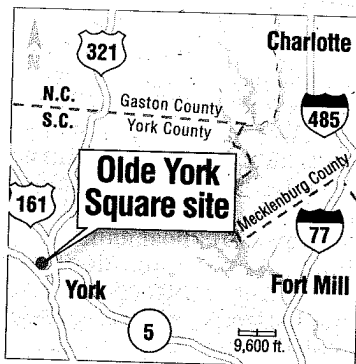 N
321
Charlotte
N.C.
S.C.
Gaston County
York County
485
Olde York
Square site
Mecklenburg County
161
77
York
Fort Mill
5
9,600 ft.